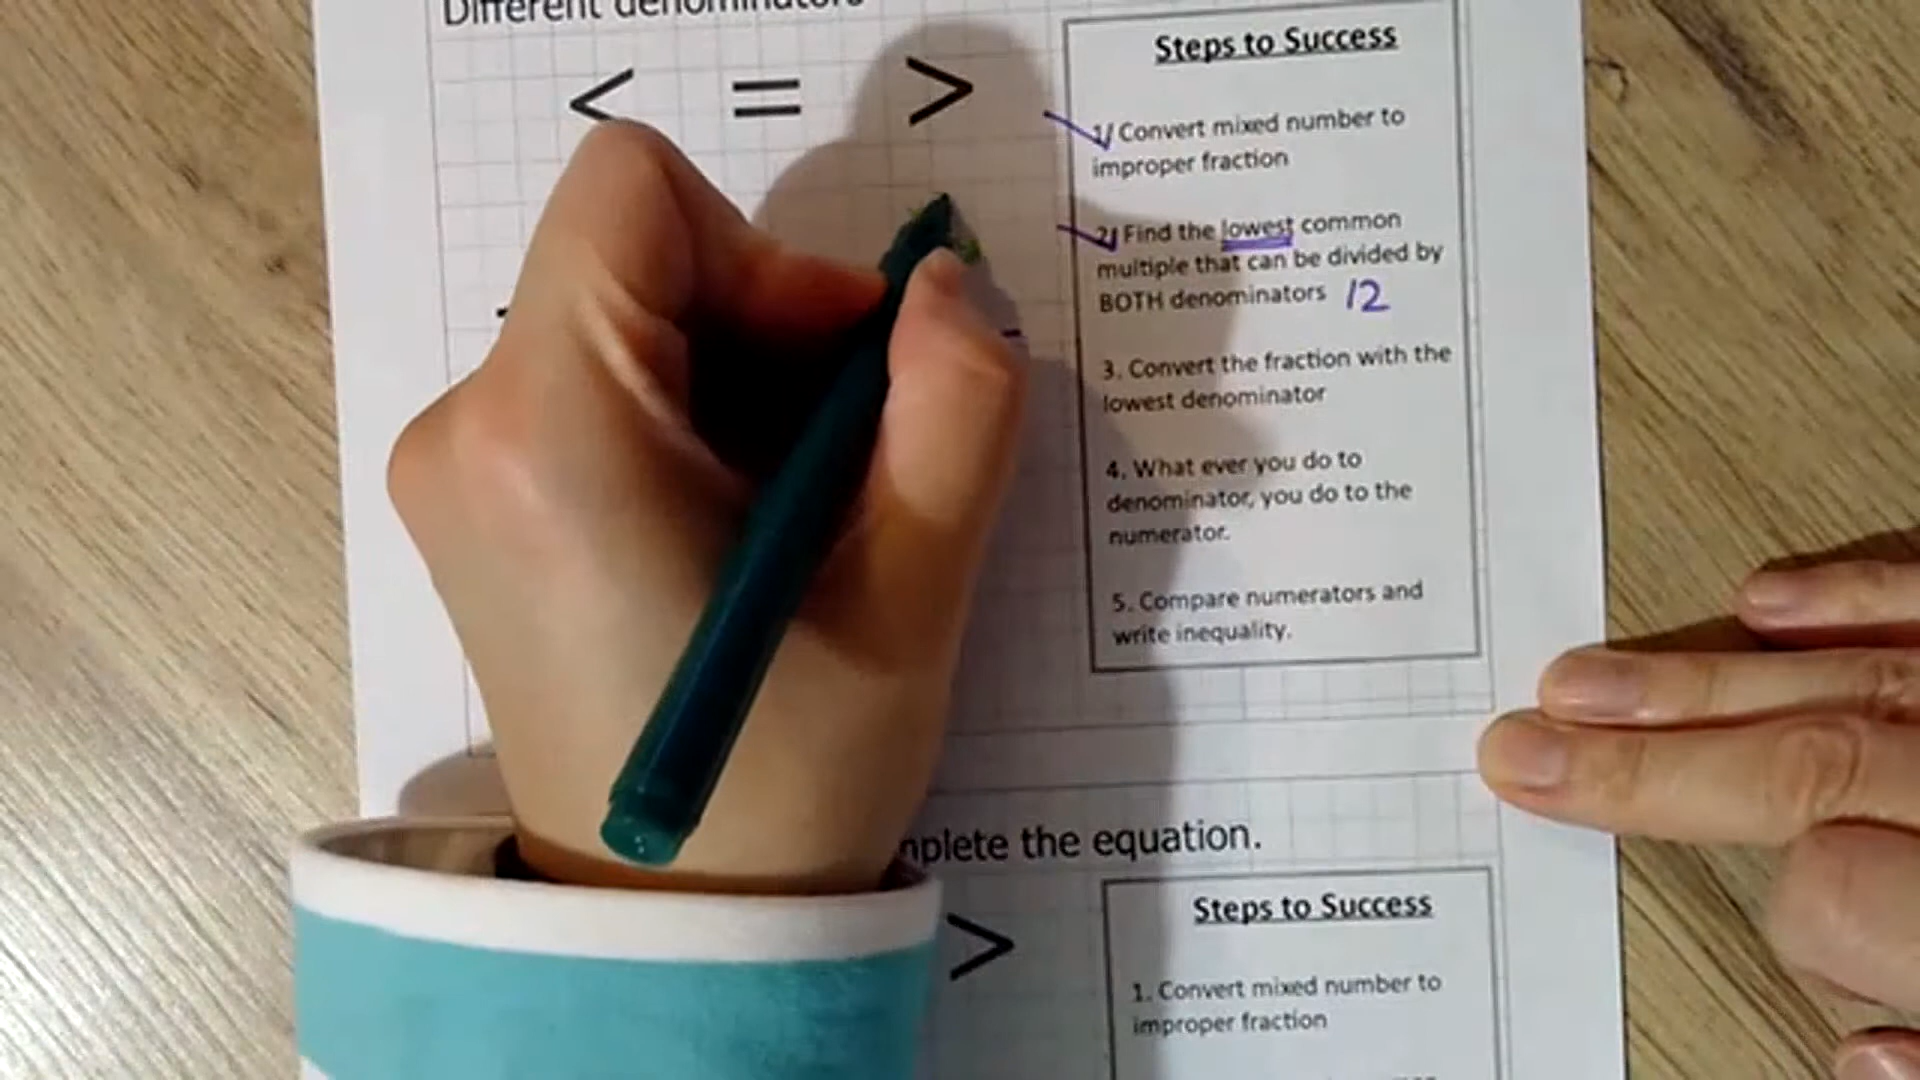 Different denominators
< = >
Steps to Success
1/ Convert mixed number to
improper fraction
2/ Find the lowest common
multiple that can be divided by
BOTH denominators 12
3. Convert the fraction with the
lowest denominator
4. What ever you do to
denominator, you do to the
numerator.
5. Compare numerators and
write inequality.
the equation.
>
Steps to Success
1. Convert mixed number to
improper fraction